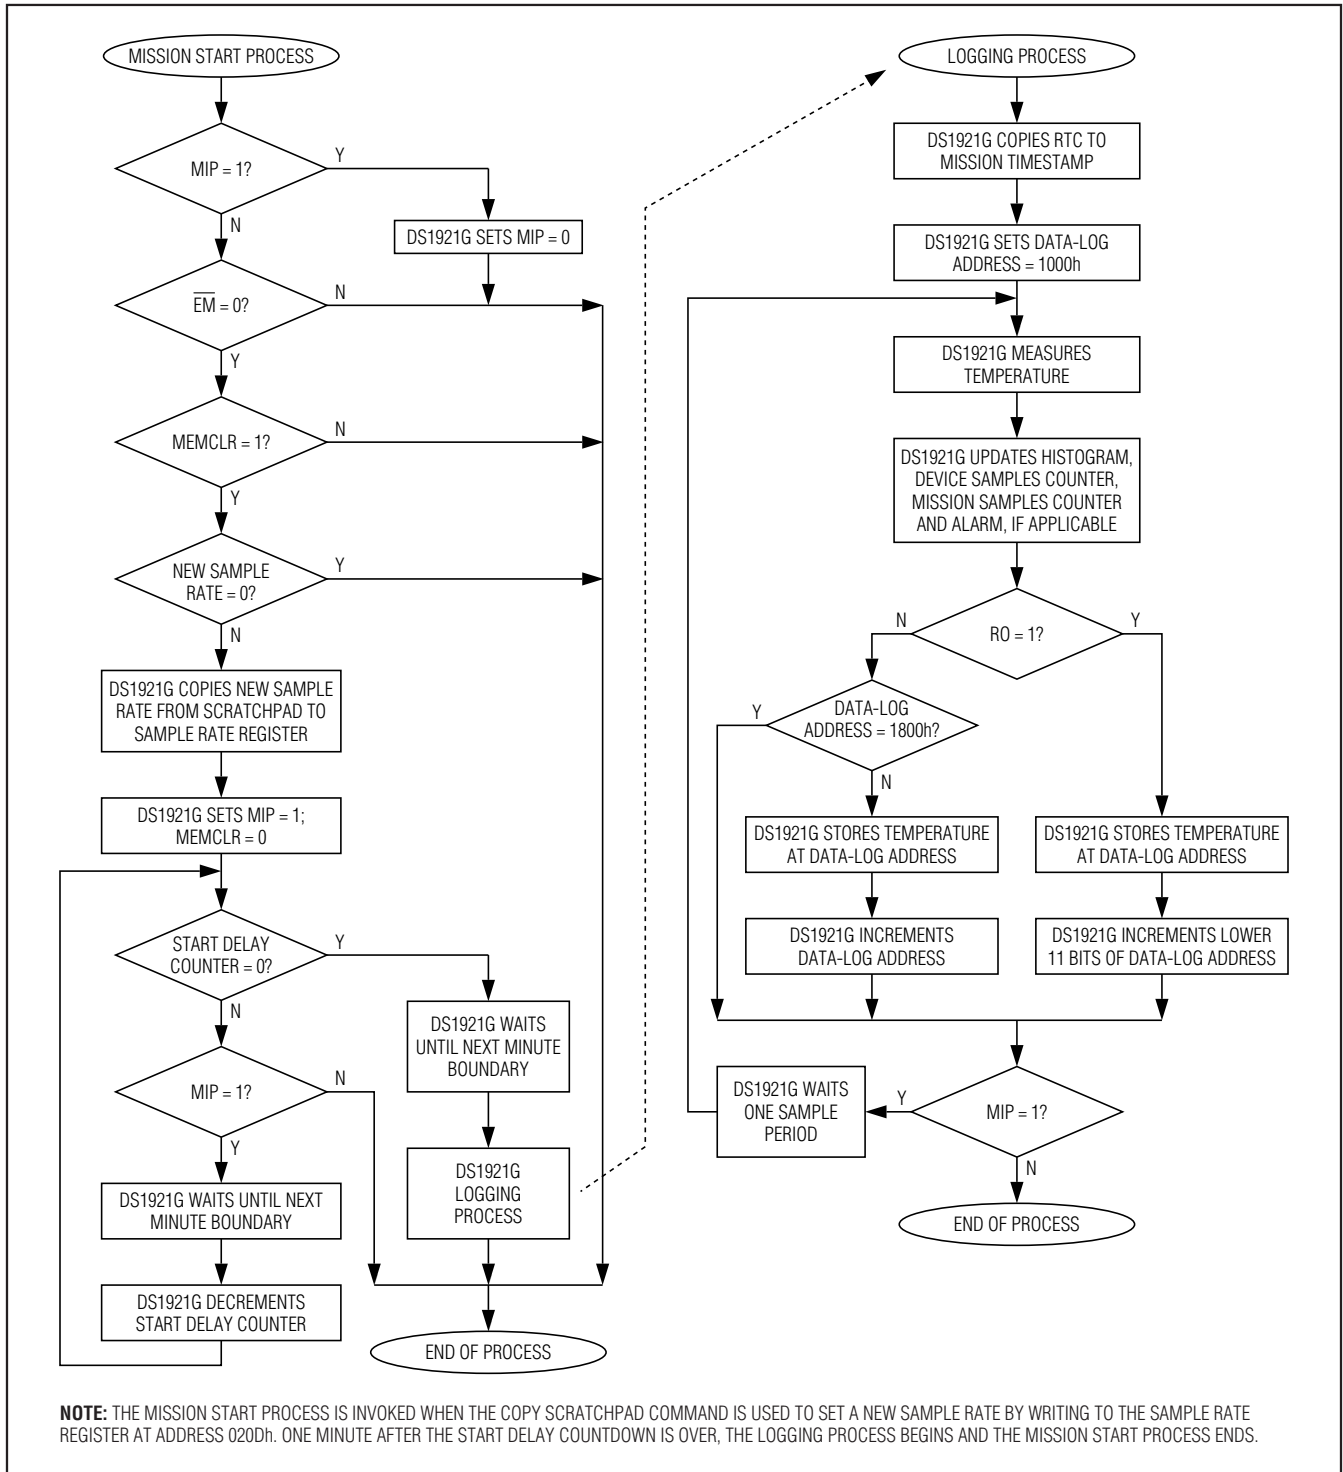 MISSION START PROCESS
MIP = 1?
Y
N
DS1921G SETS MIP = 0
EM = 0?
N
Y
MEMCLR = 1?
N
Y
NEW SAMPLE
RATE = 0?
Y
N
DS1921G COPIES NEW SAMPLE
RATE FROM SCRATCHPAD TO
SAMPLE RATE REGISTER
DS1921G SETS MIP = 1;
MEMCLR = 0
START DELAY
COUNTER = 0?
Y
N
DS1921G WAITS
UNTIL NEXT MINUTE
BOUNDARY
MIP = 1?
N
Y
DS1921G
LOGGING
PROCESS
DS1921G WAITS UNTIL NEXT
MINUTE BOUNDARY
DS1921G DECREMENTS
START DELAY COUNTER
END OF PROCESS
LOGGING PROCESS
DS1921G COPIES RTC TO
MISSION TIMESTAMP
DS1921G SETS DATA-LOG
ADDRESS = 1000h
DS1921G MEASURES
TEMPERATURE
DS1921G UPDATES HISTOGRAM,
DEVICE SAMPLES COUNTER,
MISSION SAMPLES COUNTER
AND ALARM, IF APPLICABLE
N
RO = 1?
Y
Y
DATA-LOG
ADDRESS = 1800h?
N
DS1921G STORES TEMPERATURE
AT DATA-LOG ADDRESS
DS1921G STORES TEMPERATURE
AT DATA-LOG ADDRESS
DS1921G INCREMENTS
DATA-LOG ADDRESS
DS1921G INCREMENTS LOWER
11 BITS OF DATA-LOG ADDRESS
DS1921G WAITS
ONE SAMPLE
PERIOD
Y
MIP = 1?
N
END OF PROCESS
NOTE: THE MISSION START PROCESS IS INVOKED WHEN THE COPY SCRATCHPAD COMMAND IS USED TO SET A NEW SAMPLE RATE BY WRITING TO THE SAMPLE RATE
REGISTER AT ADDRESS 020Dh. ONE MINUTE AFTER THE START DELAY COUNTDOWN IS OVER, THE LOGGING PROCESS BEGINS AND THE MISSION START PROCESS ENDS.